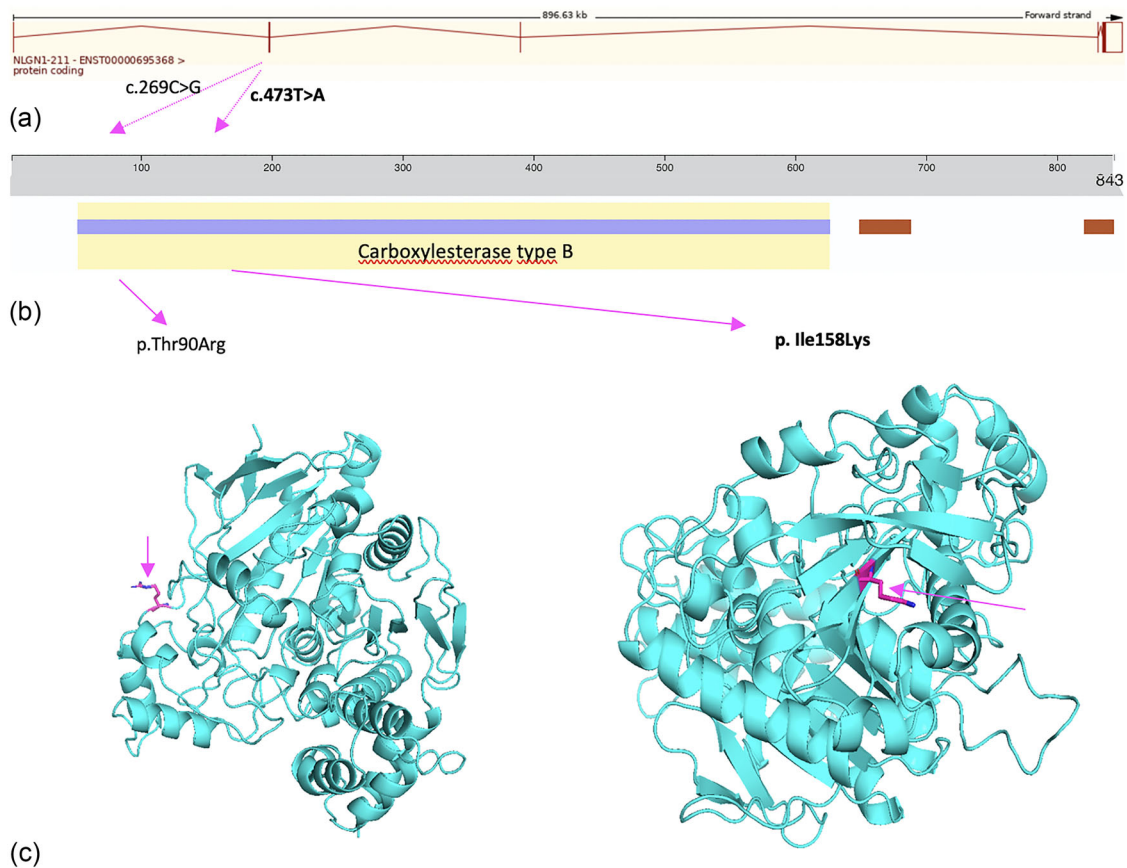 896.63 kb
Forward strand
NLGN1-211 - ENST00000695368 >
protein coding
c.269C>G
c.473T>A
(a)
100 200 300 400 500 600 700 800
843
Carboxylesterase type B
(b)
p.Thr90Arg
p. Ile158Lys
(c)